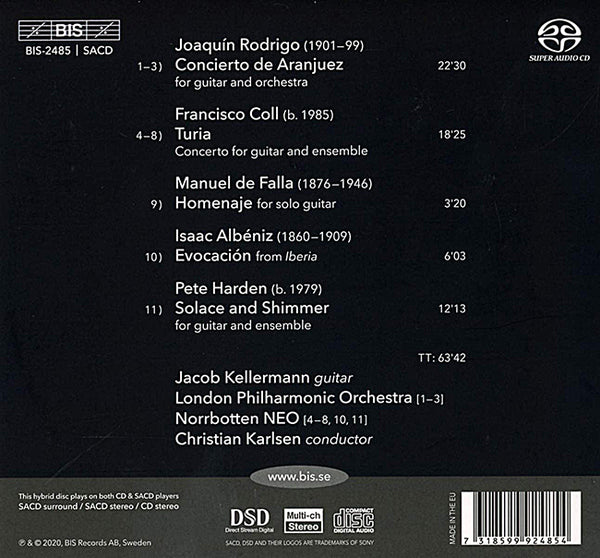 BIS
BIS-2485 | SACD
SUPER AUDIO CD
Joaquín Rodrigo (1901–99)
1–3) Concierto de Aranjuez 22'30
for guitar and orchestra
Francisco Coll (b. 1985)
4–8) Turia 18'25
Concerto for guitar and ensemble
Manuel de Falla (1876–1946)
9) Homenaje for solo guitar 3'20
Isaac Albéniz (1860–1909)
10) Evocación from Iberia 6'03
Pete Harden (b. 1979)
11) Solace and Shimmer 12'13
for guitar and ensemble
TT: 63'42
Jacob Kellermann guitar
London Philharmonic Orchestra [1–3]
Norrbotten NEO [4–8, 10, 11]
Christian Karlsen conductor
www.bis.se
This hybrid disc plays on both CD & SACD players
SACD surround / SACD stereo / CD stereo
℗ & © 2020, BIS Records AB, Sweden
DSD
Direct Stream Digital
Multi-ch
Stereo
COMPACT
disc
DIGITAL AUDIO
SACD, DSD AND THEIR LOGOS ARE TRADEMARKS OF SONY
MADE IN THE EU
7 318599 924854